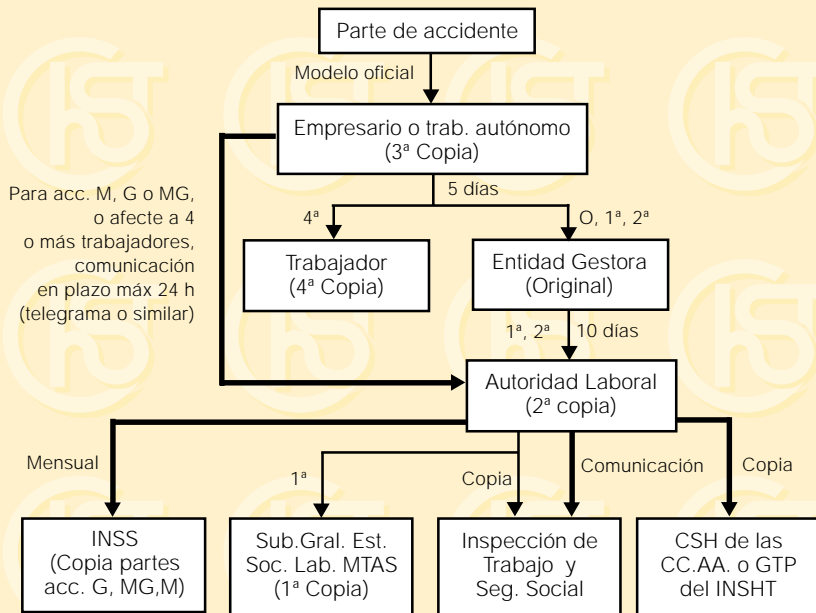 Parte de accidente
Modelo oficial
Empresario o trab. autónomo
(3ª Copia)
Para acc. M, G o MG,
o afecte a 4
o más trabajadores,
comunicación
en plazo máx 24 h
(telegrama o similar)
5 días
4ª
O, 1ª, 2ª
Trabajador
(4ª Copia)
Entidad Gestora
(Original)
1ª, 2ª
10 días
Autoridad Laboral
(2ª copia)
Mensual
1ª
Copia
Comunicación
Copia
INSS
(Copia partes
acc. G, MG,M)
Sub.Gral. Est.
Soc. Lab. MTAS
(1ª Copia)
Inspección de
Trabajo y
Seg. Social
CSH de las
CC.AA. o GTP
del INSHT